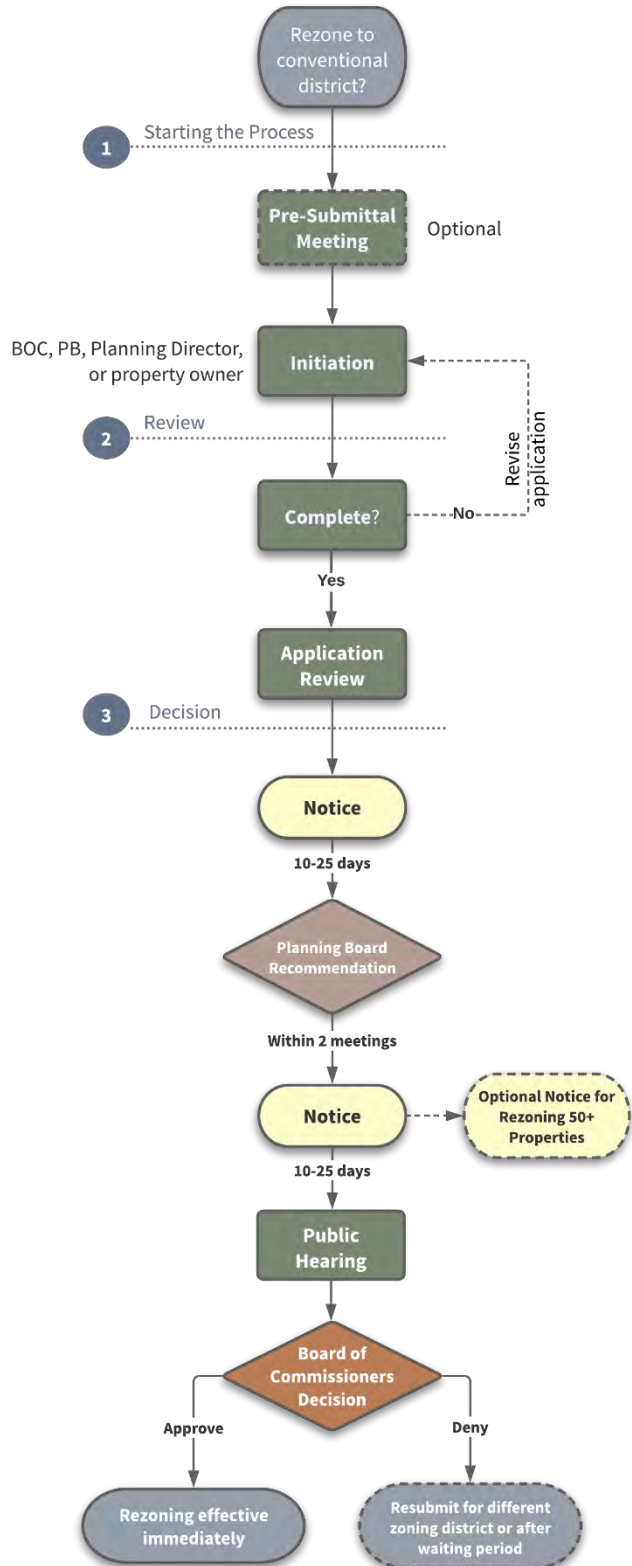 Rezone to
conventional
district?
1
Starting the Process
Pre-Submittal
Meeting
Optional
BOC, PB, Planning Director,
or property owner
Initiation
2
Review
Revise
application
Complete?
No
Yes
Application
Review
3
Decision
Notice
10-25 days
Planning Board
Recommendation
Within 2 meetings
Notice
Optional Notice for
Rezoning 50+
Properties
10-25 days
Public
Hearing
Board of
Commissioners
Decision
Approve
Deny
Rezoning effective
immediately
Resubmit for different
zoning district or after
waiting period